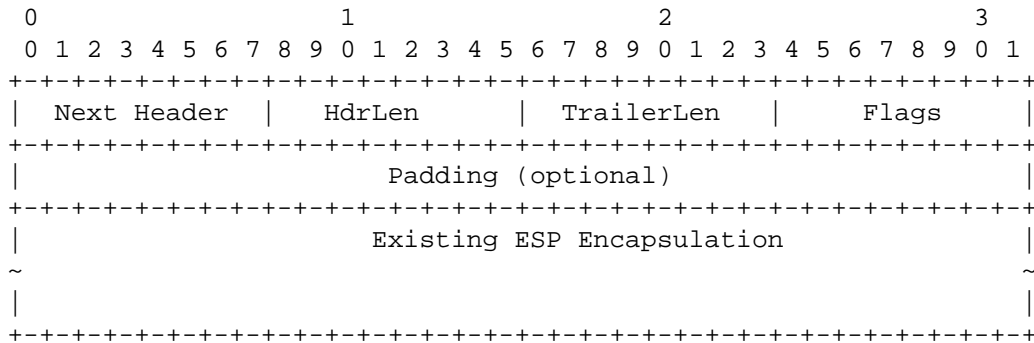 0                   1                   2                   3
 0 1 2 3 4 5 6 7 8 9 0 1 2 3 4 5 6 7 8 9 0 1 2 3 4 5 6 7 8 9 0 1
+-+-+-+-+-+-+-+-+-+-+-+-+-+-+-+-+-+-+-+-+-+-+-+-+-+-+-+-+-+-+-+-+
|  Next Header  |   HdrLen      |  TrailerLen   |     Flags     |
+-+-+-+-+-+-+-+-+-+-+-+-+-+-+-+-+-+-+-+-+-+-+-+-+-+-+-+-+-+-+-+-+
|                       Padding (optional)                      |
+-+-+-+-+-+-+-+-+-+-+-+-+-+-+-+-+-+-+-+-+-+-+-+-+-+-+-+-+-+-+-+-+
|                      Existing ESP Encapsulation               |
~                                                               ~
|                                                               |
+-+-+-+-+-+-+-+-+-+-+-+-+-+-+-+-+-+-+-+-+-+-+-+-+-+-+-+-+-+-+-+-+